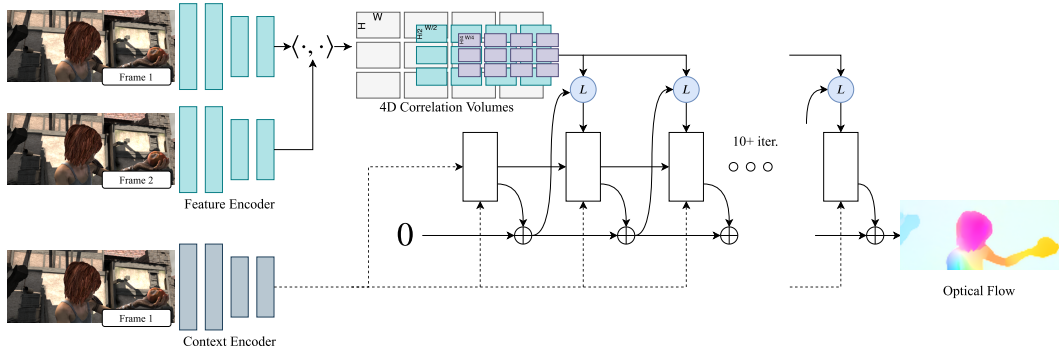 Frame 1
Frame 2
Feature Encoder
Frame 1
Context Encoder
⟨·, ·⟩
H
W
H/2
W/2
H/4
W/4
4D Correlation Volumes
L
L
L
10+ iter.
0
Optical Flow